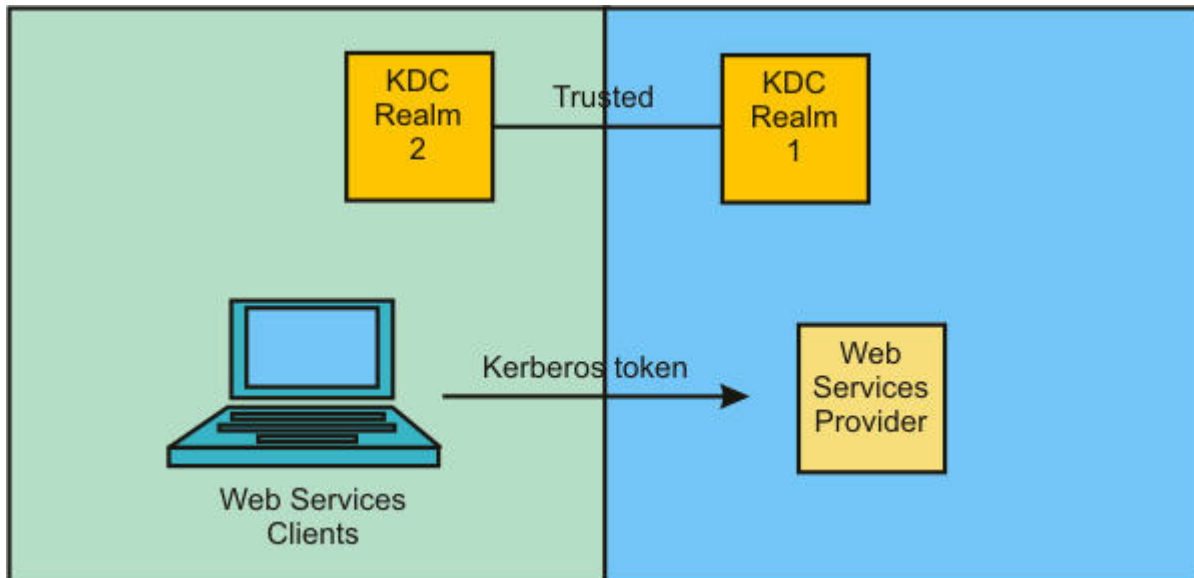 KDC
Realm
2
Trusted
KDC
Realm
1
Kerberos token
Web
Services
Provider
Web Services
Clients